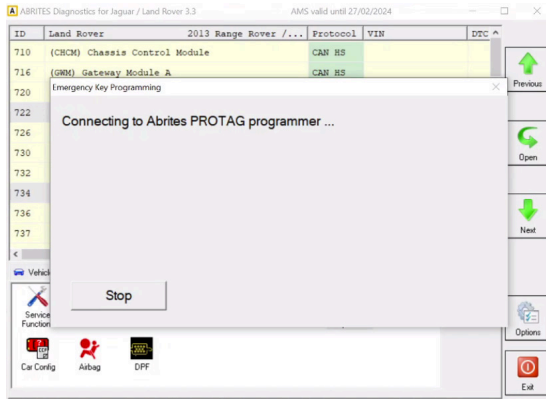 ABRITES Diagnostics for Jaguar / Land Rover 3.3 AMS valid until 27/02/2024
ID Land Rover 2013 Range Rover /... Protocol VIN DTC
710 (CHCM) Chassis Control Module CAN HS
716 (GWM) Gateway Module A CAN HS
720
722
726
730
732
734
736
737
Emergency Key Programming
Connecting to Abrites PROTAG programmer ...
Stop
Previous
Open
Next
Options
Exit
Service
Function
Car Config Airbag DPF